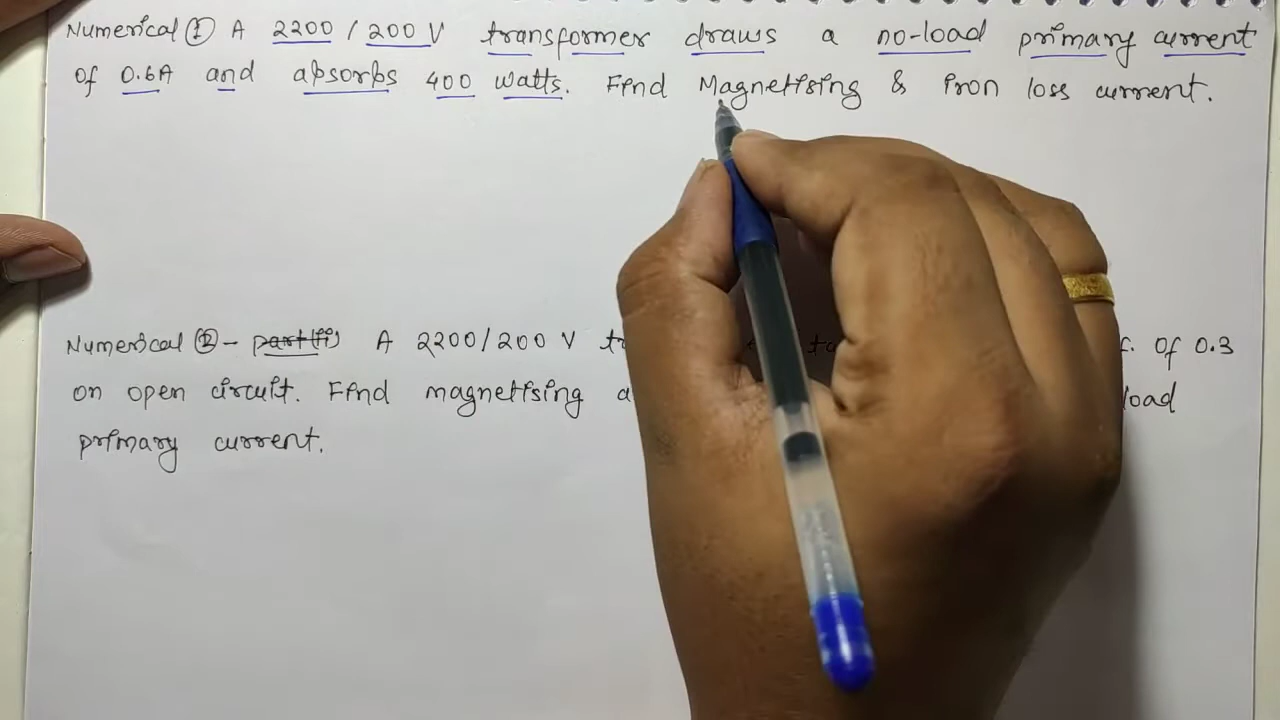 Numerical ① A 2200 / 200 V transformer draws a no-load primary current
of 0.6A and absorbs 400 watts. Find Magnetising & iron loss current.
Numerical ② - part(i) A 2200/200 V of 0.3
on open circuit. Find magnetising load
primary current.